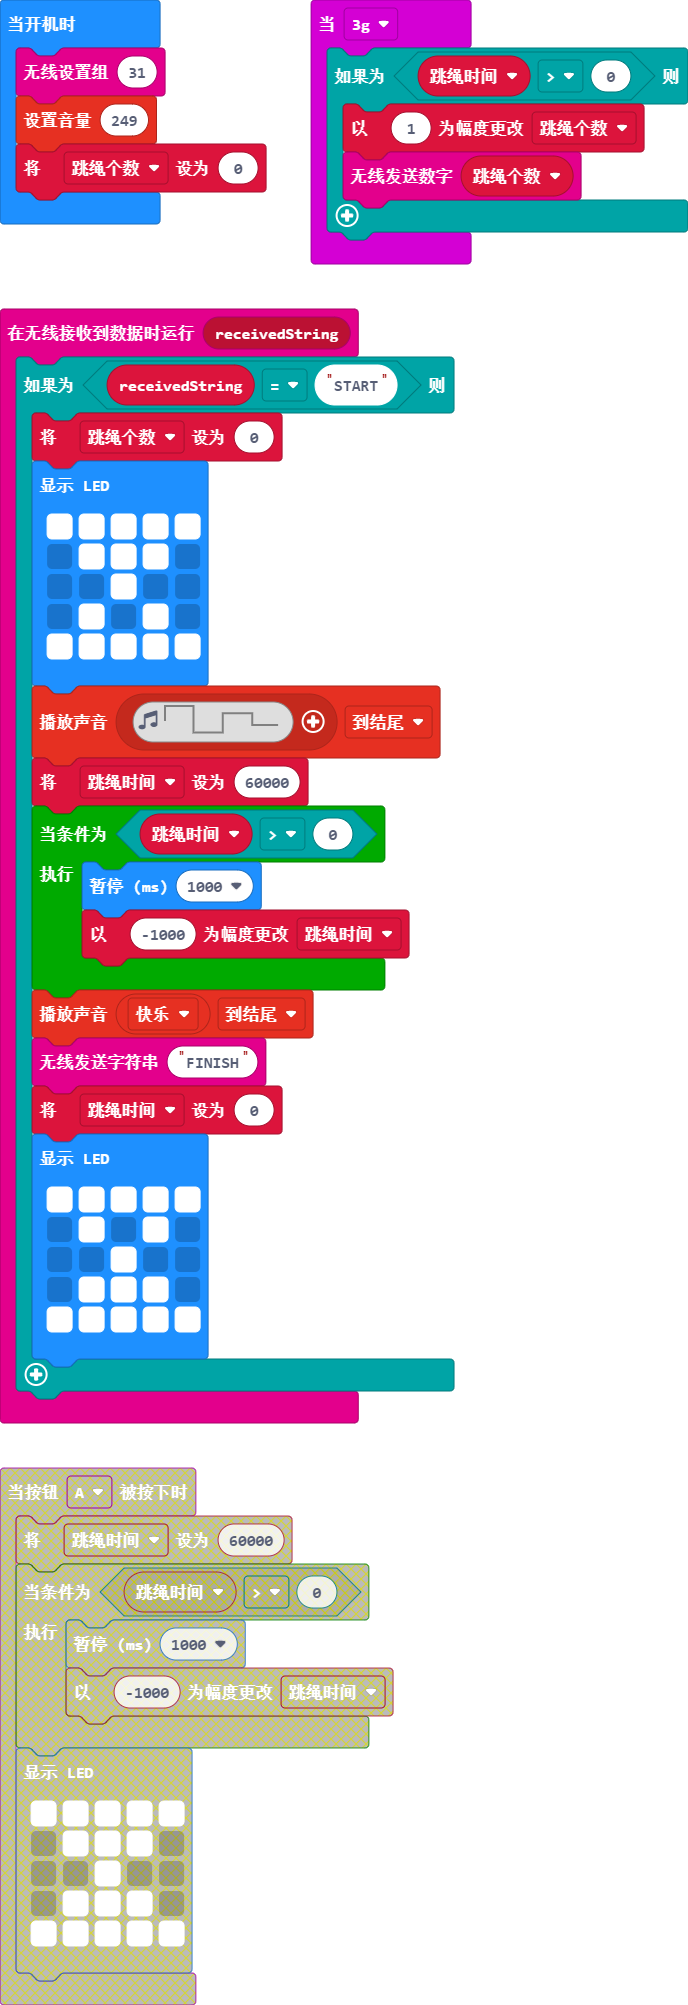 当开机时
无线设置组 31
设置音量 249
将 跳绳个数 设为 0
当 3g
如果为 跳绳时间 > 0 则
以 1 为幅度更改 跳绳个数
无线发送数字 跳绳个数
在无线接收到数据时运行 receivedString
如果为 receivedString = "START" 则
将 跳绳个数 设为 0
显示 LED
播放声音 到结尾
将 跳绳时间 设为 60000
当条件为 跳绳时间 > 0
执行
暂停 (ms) 1000
以 -1000 为幅度更改 跳绳时间
播放声音 快乐 到结尾
无线发送字符串 "FINISH"
将 跳绳时间 设为 0
显示 LED
当按钮 A 被按下时
将 跳绳时间 设为 60000
当条件为 跳绳时间 > 0
执行
暂停 (ms) 1000
以 -1000 为幅度更改 跳绳时间
显示 LED